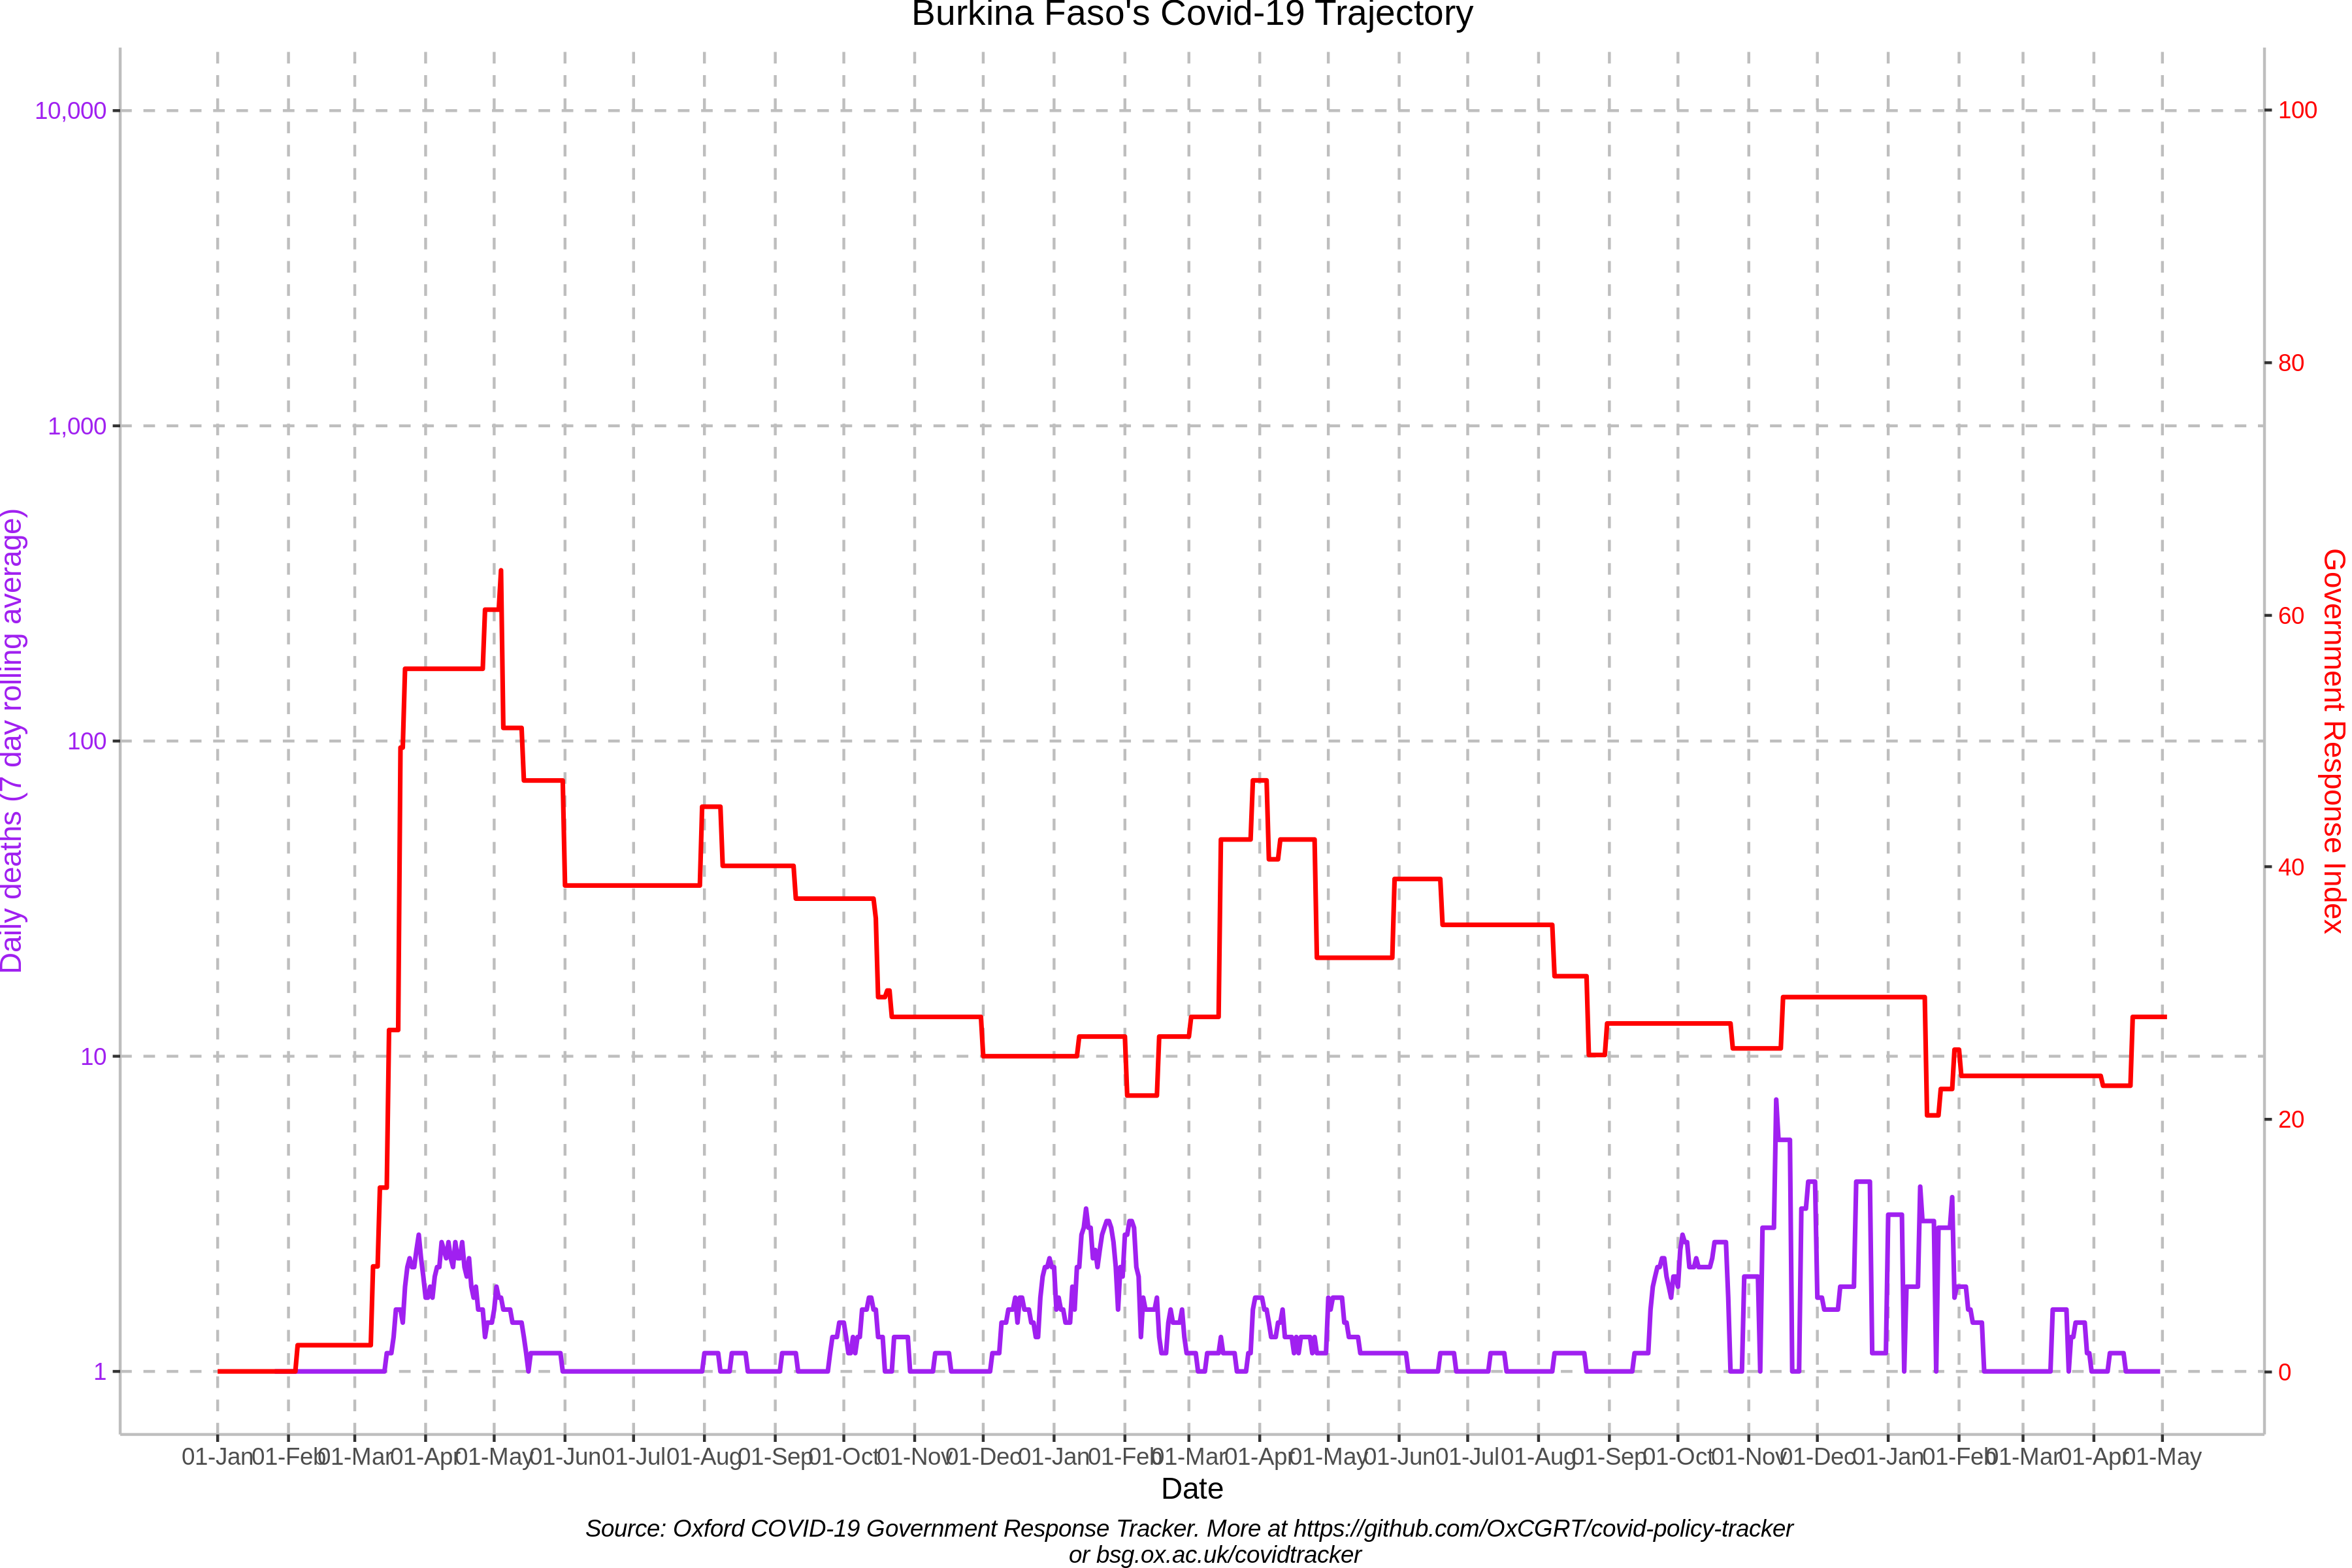 Burkina Faso's Covid-19 Trajectory
10,000
1,000
100
10
1
Daily deaths (7 day rolling average)
100
80
60
40
20
0
Government Response Index
01-Jan
01-Feb
01-Mar
01-Apr
01-May
01-Jun
01-Jul
01-Aug
01-Sep
01-Oct
01-Nov
01-Dec
01-Jan
01-Feb
01-Mar
01-Apr
01-May
01-Jun
01-Jul
01-Aug
01-Sep
01-Oct
01-Nov
01-Dec
01-Jan
01-Feb
01-Mar
01-Apr
01-May
Date
Source: Oxford COVID-19 Government Response Tracker. More at https://github.com/OxCGRT/covid-policy-tracker
or bsg.ox.ac.uk/covidtracker